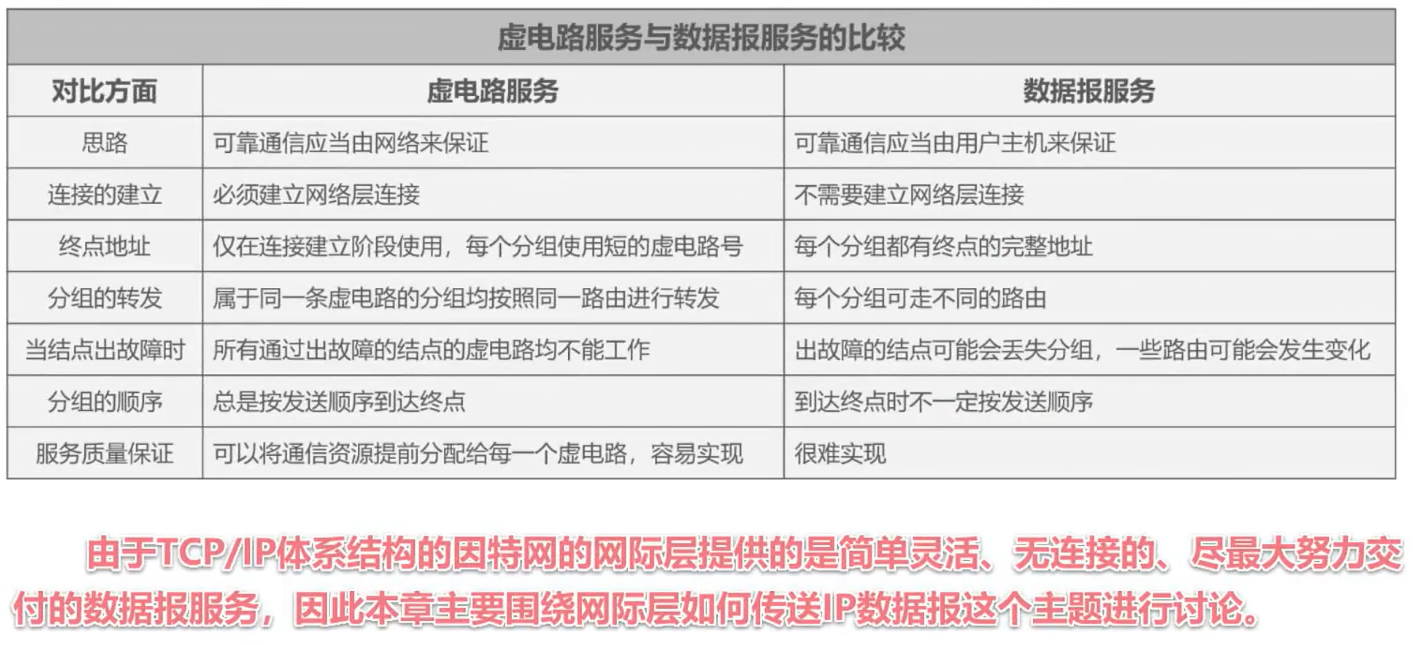 虚电路服务与数据报服务的比较
对比方面 虚电路服务 数据报服务
思路 可靠通信应当由网络来保证 可靠通信应当由用户主机来保证
连接的建立 必须建立网络层连接 不需要建立网络层连接
终点地址 仅在连接建立阶段使用，每个分组使用短的虚电路号 每个分组都有终点的完整地址
分组的转发 属于同一条虚电路的分组均按照同一路由进行转发 每个分组可走不同的路由
当结点出故障时 所有通过出故障的结点的虚电路均不能工作 出故障的结点可能会丢失分组，一些路由可能会发生变化
分组的顺序 总是按发送顺序到达终点 到达终点时不一定按发送顺序
服务质量保证 可以将通信资源提前分配给每一个虚电路，容易实现 很难实现
由于TCP/IP体系结构的因特网的网际层提供的是简单灵活、无连接的、尽最大努力交
付的数据报服务，因此本章主要围绕网际层如何传送IP数据报这个主题进行讨论。